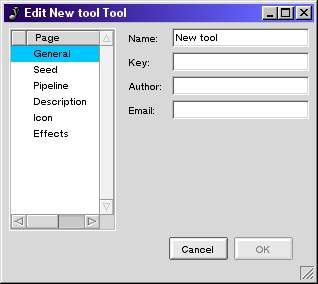 Edit New tool Tool
Page
General
Seed
Pipeline
Description
Icon
Effects
Name: New tool
Key:
Author:
Email:
Cancel OK